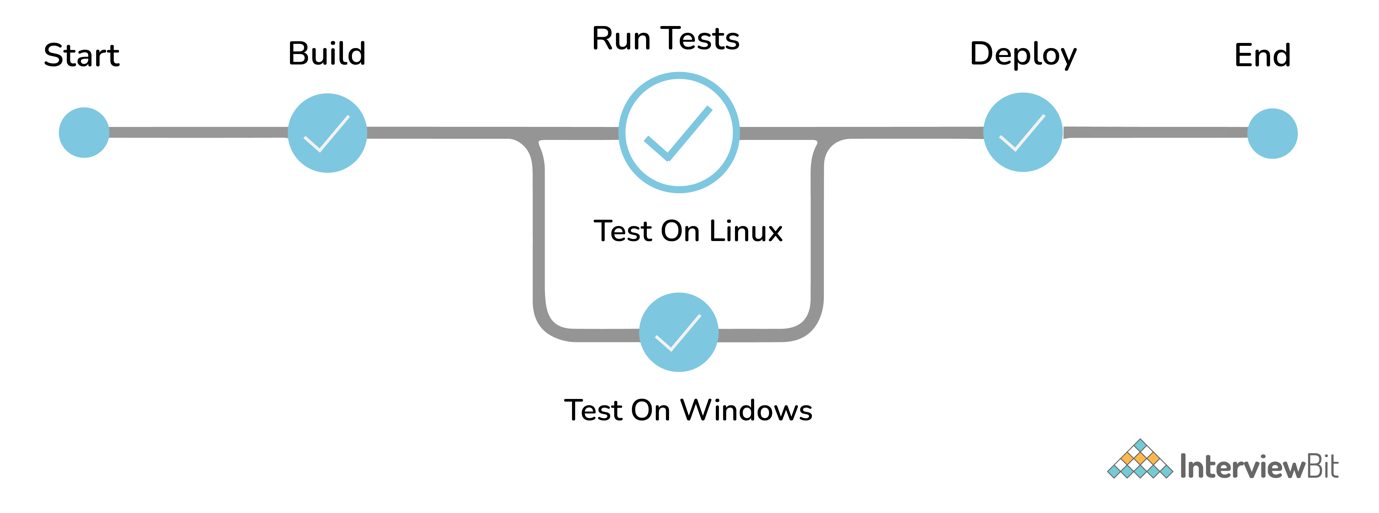 Start
Build
Run Tests
Deploy
End
Test On Linux
Test On Windows
InterviewBit